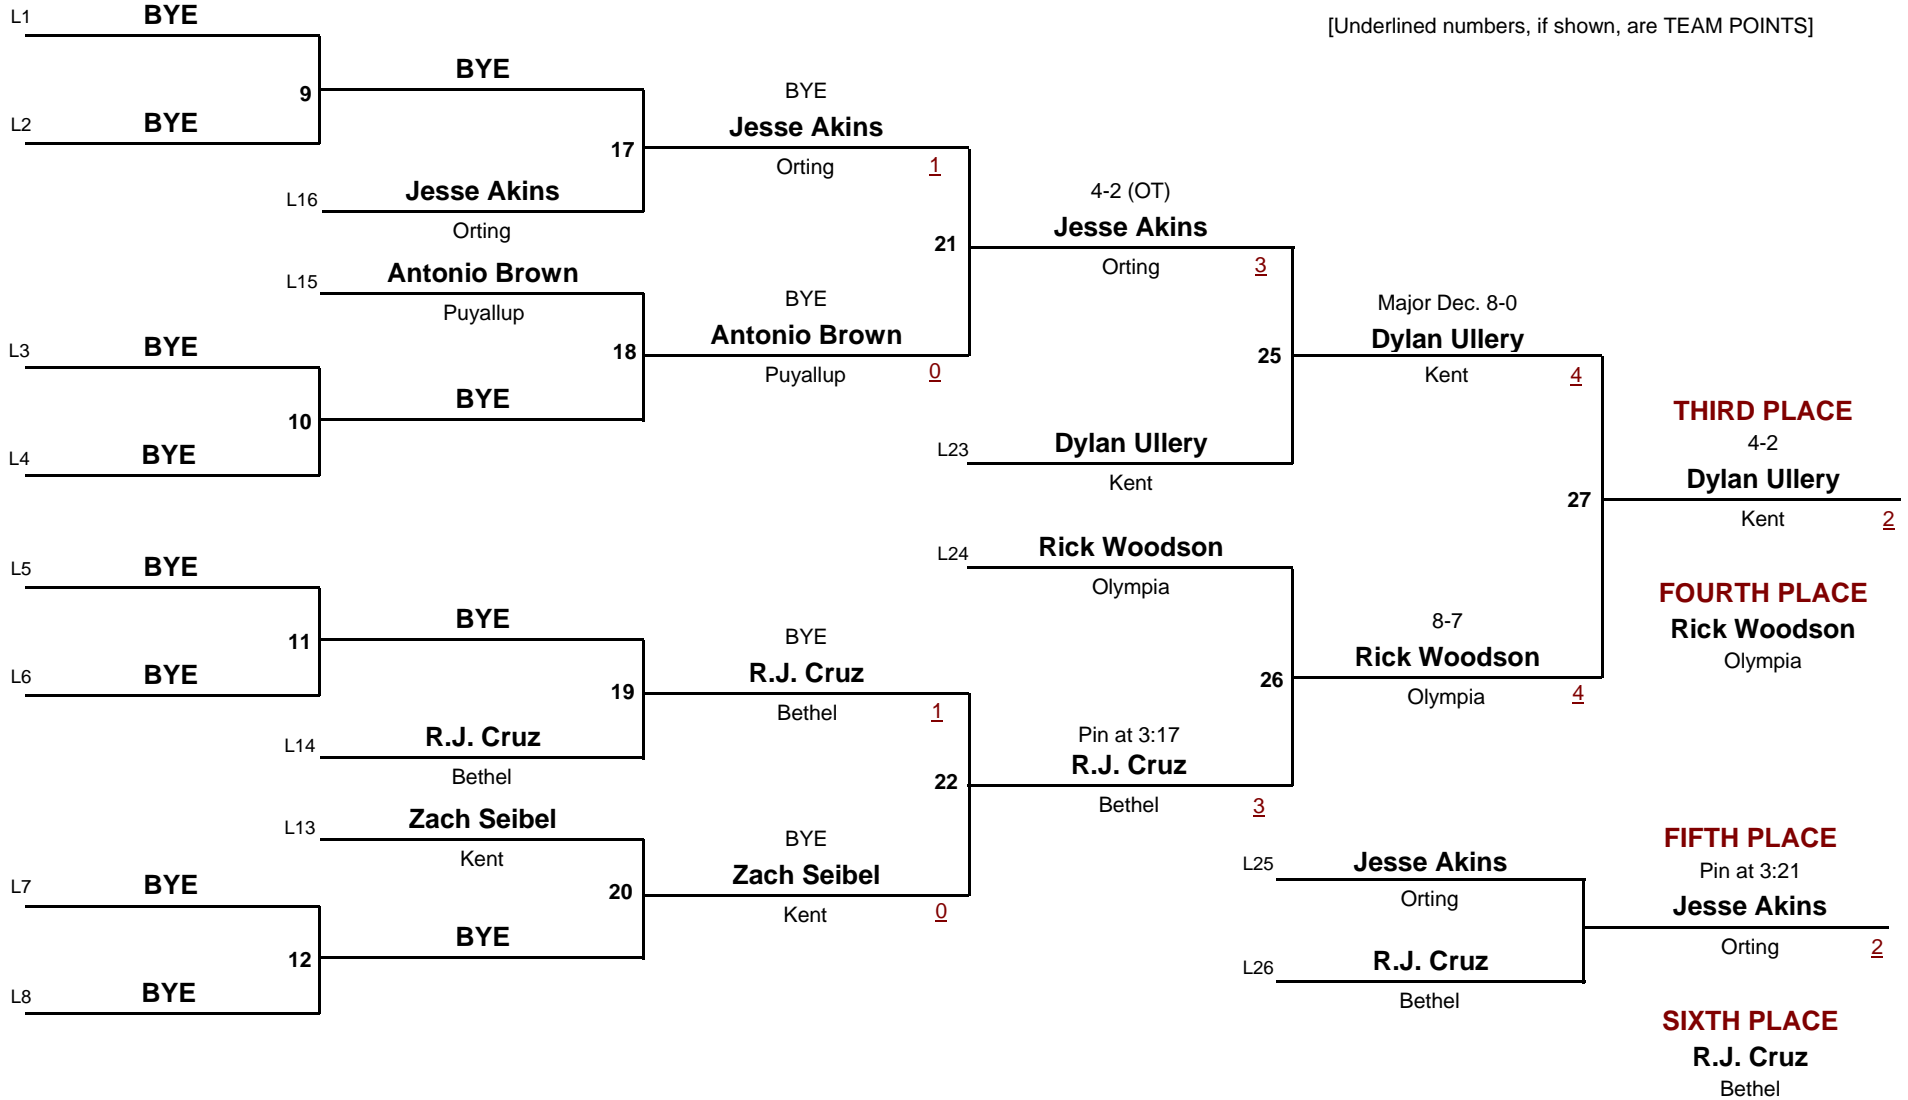 [Underlined numbers, if shown, are TEAM POINTS]
L1 BYE
9
L2 BYE
BYE
17
L16 Jesse Akins
Orting
L15 Antonio Brown
Puyallup
18
L3 BYE
10
L4 BYE
BYE
L5 BYE
11
L6 BYE
BYE
19
L14 R.J. Cruz
Bethel
L13 Zach Seibel
Kent
20
L7 BYE
12
L8 BYE
BYE
BYE
Jesse Akins
Orting 1
21
BYE
Antonio Brown
Puyallup 0
BYE
R.J. Cruz
Bethel 1
22
BYE
Zach Seibel
Kent 0
4-2 (OT)
Jesse Akins
Orting 3
25
L23 Dylan Ullery
Kent
L24 Rick Woodson
Olympia
26
Pin at 3:17
R.J. Cruz
Bethel 3
Major Dec. 8-0
Dylan Ullery
Kent 4
27
8-7
Rick Woodson
Olympia 4
THIRD PLACE
4-2
Dylan Ullery
Kent 2
FOURTH PLACE
Rick Woodson
Olympia
L25 Jesse Akins
Orting
L26 R.J. Cruz
Bethel
FIFTH PLACE
Pin at 3:21
Jesse Akins
Orting 2
SIXTH PLACE
R.J. Cruz
Bethel